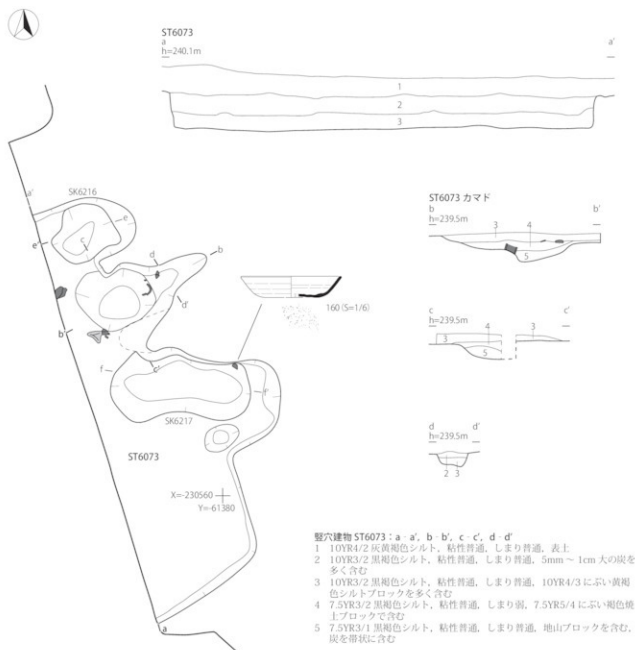 ST6073
a
a'
h=240.1m
1
2
3
a'
SK6216
e
e'
c
d
b
d'
b'
160 (S=1/6)
f
c'
f'
SK6217
ST6073
X=-230560
Y=-61380
a
ST6073 カマド
b
b'
h=239.5m
3
4
5
c
c'
h=239.5m
3
4
3
5
d
d'
h=239.5m
2
3
竪穴建物 ST6073：a‐a'，b‐b'，c‐c'，d‐d'
1 10YR4/2 灰黄褐色シルト，粘性普通，しまり普通，表土
2 10YR3/2 黒褐色シルト，粘性普通，しまり普通，5mm ～ 1cm 大の炭を
多く含む
3 10YR3/2 黒褐色シルト，粘性普通，しまり普通，10YR4/3 にぶい黄褐
色シルトブロックを多く含む
4 7.5YR3/2 黒褐色シルト，粘性普通，しまり弱，7.5YR5/4 にぶい褐色焼
土ブロックで含む
5 7.5YR3/1 黒褐色シルト，粘性普通，しまり普通，地山ブロックを含む，
炭を帯状に含む